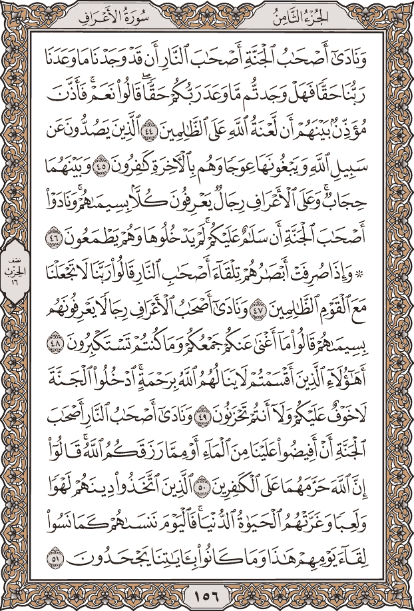 الجزء الثامن
سورة الأعراف
وَنَادَىٰٓ أَصْحَٰبُ ٱلْجَنَّةِ أَصْحَٰبَ ٱلنَّارِ أَن قَدْ وَجَدْنَا مَا وَعَدَنَا
رَبُّنَا حَقًّا فَهَلْ وَجَدتُّم مَّا وَعَدَ رَبُّكُمْ حَقًّا ۖ قَالُوا۟ نَعَمْ ۚ فَأَذَّنَ
مُؤَذِّنٌۢ بَيْنَهُمْ أَن لَّعْنَةُ ٱللَّهِ عَلَى ٱلظَّٰلِمِينَ ٤٤ ٱلَّذِينَ يَصُدُّونَ عَن
سَبِيلِ ٱللَّهِ وَيَبْغُونَهَا عِوَجًا وَهُم بِٱلْءَاخِرَةِ كَٰفِرُونَ ٤٥ وَبَيْنَهُمَا
حِجَابٌ ۚ وَعَلَى ٱلْأَعْرَافِ رِجَالٌ يَعْرِفُونَ كُلًّۢا بِسِيمَىٰهُمْ ۚ وَنَادَوْا۟
أَصْحَٰبَ ٱلْجَنَّةِ أَن سَلَٰمٌ عَلَيْكُمْ ۚ لَمْ يَدْخُلُوهَا وَهُمْ يَطْمَعُونَ ٤٦
۞ وَإِذَا صُرِفَتْ أَبْصَٰرُهُمْ تِلْقَآءَ أَصْحَٰبِ ٱلنَّارِ قَالُوا۟ رَبَّنَا لَا تَجْعَلْنَا
مَعَ ٱلْقَوْمِ ٱلظَّٰلِمِينَ ٤٧ وَنَادَىٰٓ أَصْحَٰبُ ٱلْأَعْرَافِ رِجَالًا يَعْرِفُونَهُم
بِسِيمَىٰهُمْ قَالُوا۟ مَآ أَغْنَىٰ عَنكُمْ جَمْعُكُمْ وَمَا كُنتُمْ تَسْتَكْبِرُونَ ٤٨
أَهَٰٓؤُلَآءِ ٱلَّذِينَ أَقْسَمْتُمْ لَا يَنَالُهُمُ ٱللَّهُ بِرَحْمَةٍ ۚ ٱدْخُلُوا۟ ٱلْجَنَّةَ
لَا خَوْفٌ عَلَيْكُمْ وَلَآ أَنتُمْ تَحْزَنُونَ ٤٩ وَنَادَىٰٓ أَصْحَٰبُ ٱلنَّارِ أَصْحَٰبَ
ٱلْجَنَّةِ أَنْ أَفِيضُوا۟ عَلَيْنَا مِنَ ٱلْمَآءِ أَوْ مِمَّا رَزَقَكُمُ ٱللَّهُ ۚ قَالُوٓا۟
إِنَّ ٱللَّهَ حَرَّمَهُمَا عَلَى ٱلْكَٰفِرِينَ ٥٠ ٱلَّذِينَ ٱتَّخَذُوا۟ دِينَهُمْ لَهْوًا
وَلَعِبًا وَغَرَّتْهُمُ ٱلْحَيَوٰةُ ٱلدُّنْيَا ۚ فَٱلْيَوْمَ نَنسَىٰهُمْ كَمَا نَسُوا۟
لِقَآءَ يَوْمِهِمْ هَٰذَا وَمَا كَانُوا۟ بِـَٔايَٰتِنَا يَجْحَدُونَ ٥١
نصف
الحزب
١٦
١٥٦